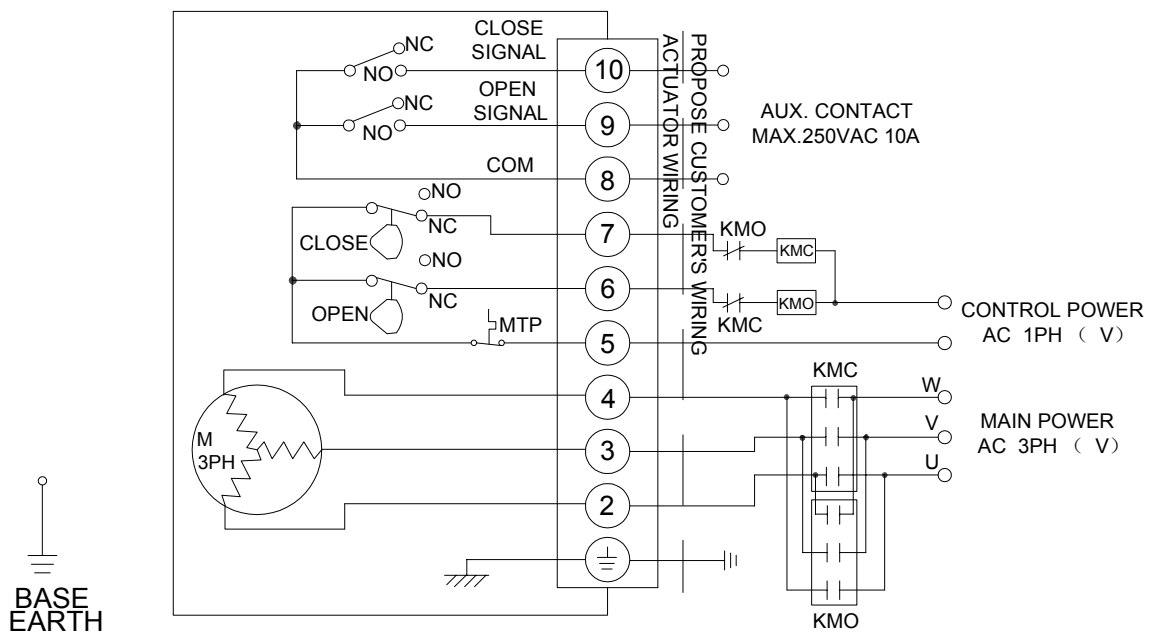 CLOSE
SIGNAL
NC
NO
10
OPEN
SIGNAL
NC
NO
9
COM
8
AUX. CONTACT
MAX.250VAC 10A
ACTUATOR WIRING
PROPOSE CUSTOMER'S WIRING
NO
NC
CLOSE
7
KMO
KMC
NO
NC
OPEN
6
KMC
KMO
MTP
5
CONTROL POWER
AC 1PH ( V)
KMC
4
W
M
3PH
3
V
MAIN POWER
AC 3PH ( V)
2
U
KMO
BASE
EARTH